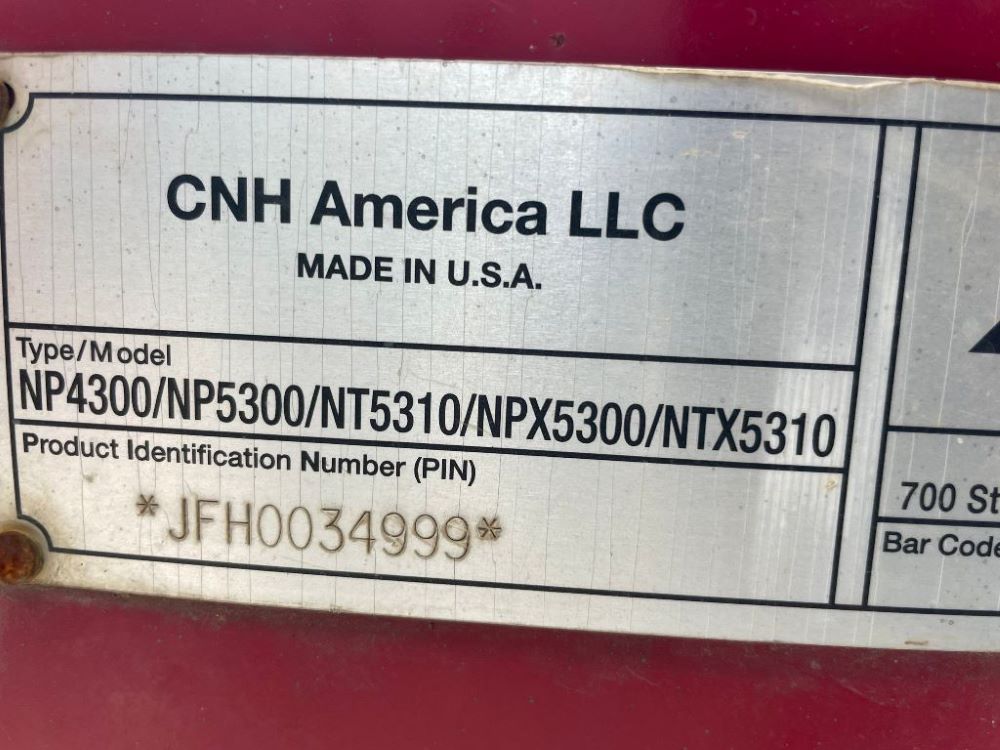 CNH America LLC
MADE IN U.S.A.
Type/Model
NP4300/NP5300/NT5310/NPX5300/NTX5310
Product Identification Number (PIN)
*JFH0034999*
700 St
Bar Code